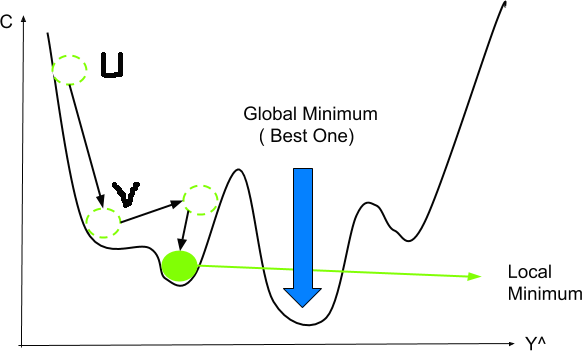 C
U
V
Global Minimum
( Best One)
Local
Minimum
Y^